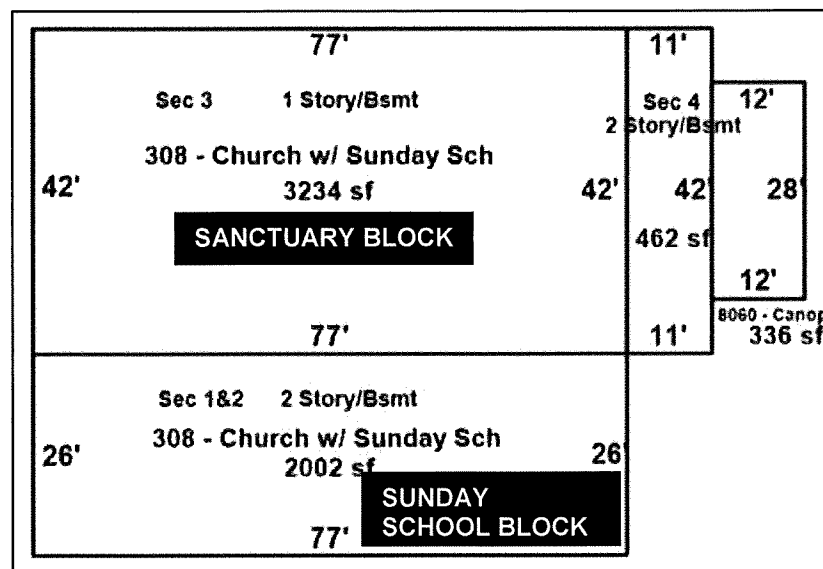 77'
11'
Sec 3 1 Story/Bsmt
Sec 4
12'
2 Story/Bsmt
308 - Church w/ Sunday Sch
42'
3234 sf
42'
42'
28'
SANCTUARY BLOCK
462 sf
12'
77'
11'
8060 - Canop
336 sf
Sec 1&2 2 Story/Bsmt
308 - Church w/ Sunday Sch
26'
2002 sf
26'
SUNDAY
SCHOOL BLOCK
77'